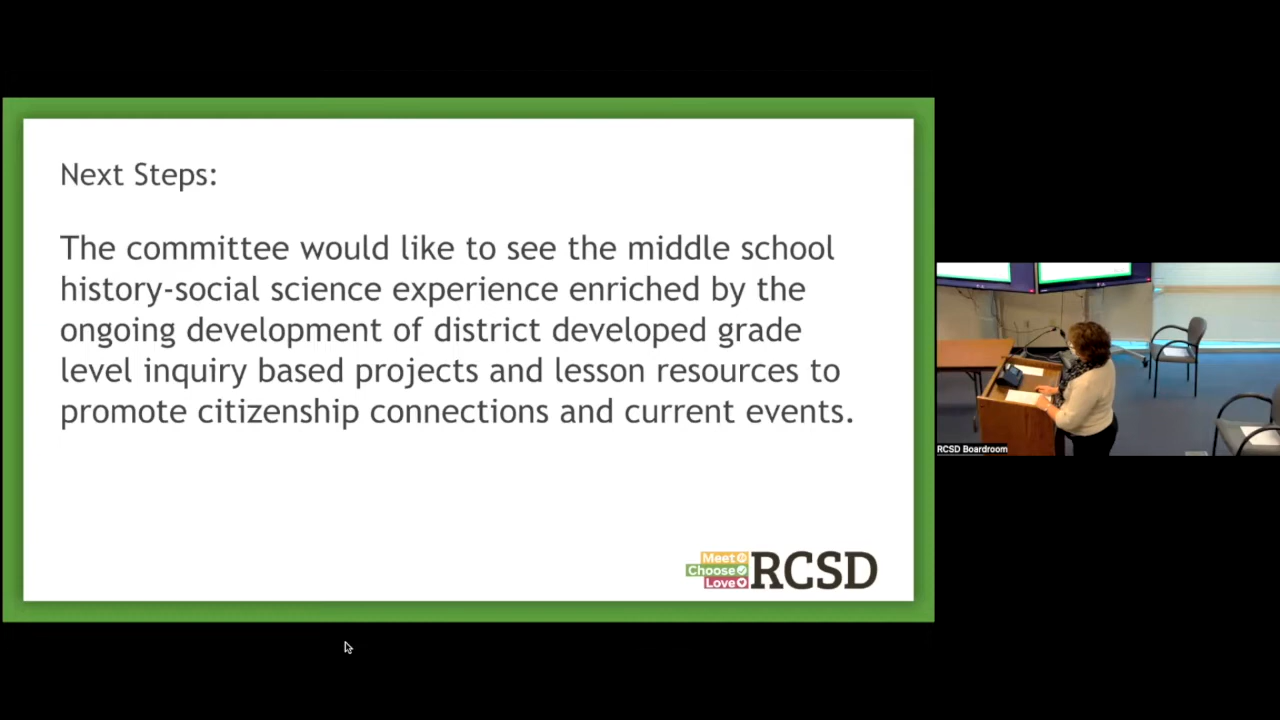 Next Steps:
The committee would like to see the middle school
history-social science experience enriched by the
ongoing development of district developed grade
level inquiry based projects and lesson resources to
promote citizenship connections and current events.
Meet
Choose
Love
RCSD
RCSD Boardroom